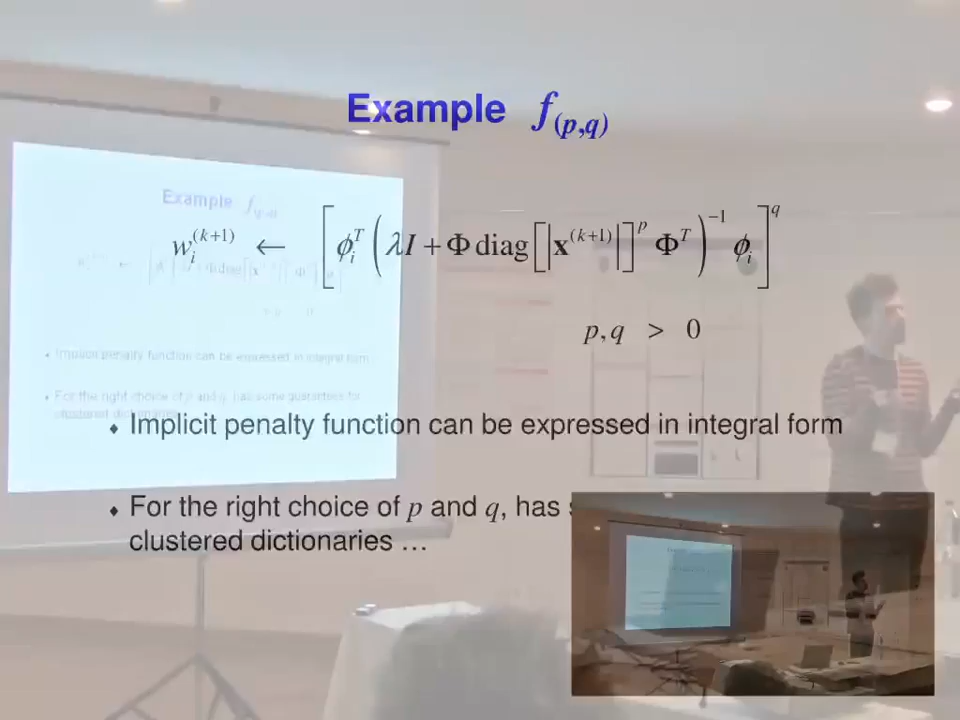 Example f_(p,q)
w_i^(k+1) ← [ϕ_i^T (λI + Φ diag[|x^(k+1)|]^p Φ^T)^−1 ϕ_i]^q
p,q > 0
Implicit penalty function can be expressed in integral form
For the right choice of p and q, has
clustered dictionaries …
Example f_(p,q)
Implicit penalty function can be expressed in integral form
For the right choice of p and q, has some guarantees for
clustered dictionaries